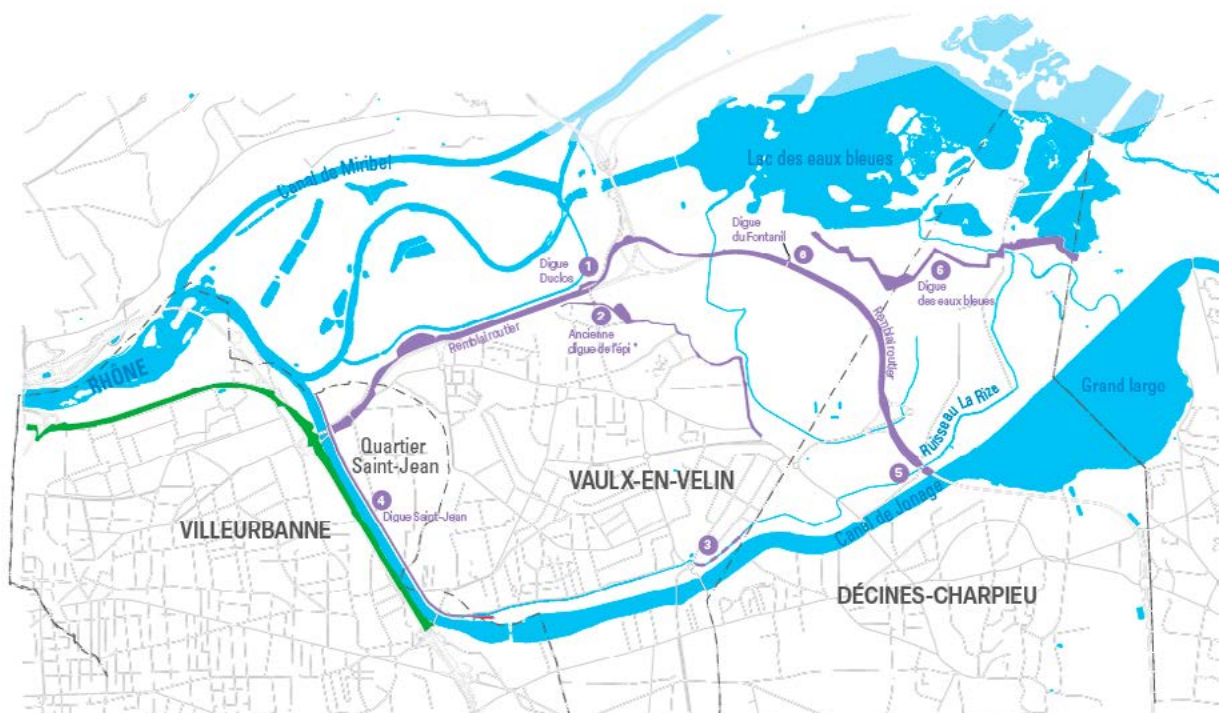 Canal de Miribel
Lac des eaux bleues
Digue
du Fontanil
6
Digue
Duclos
1
6
Digue
des eaux bleues
2
Ancienne
digue de l'épi *
Remblai routier
Remblai routier
RHÔNE
Grand large
Ruisseau La Rize
Quartier
Saint-Jean
VAULX-EN-VELIN
5
4
Digue Saint-Jean
Canal de Jonage
VILLEURBANNE
3
DÉCINES-CHARPIEU